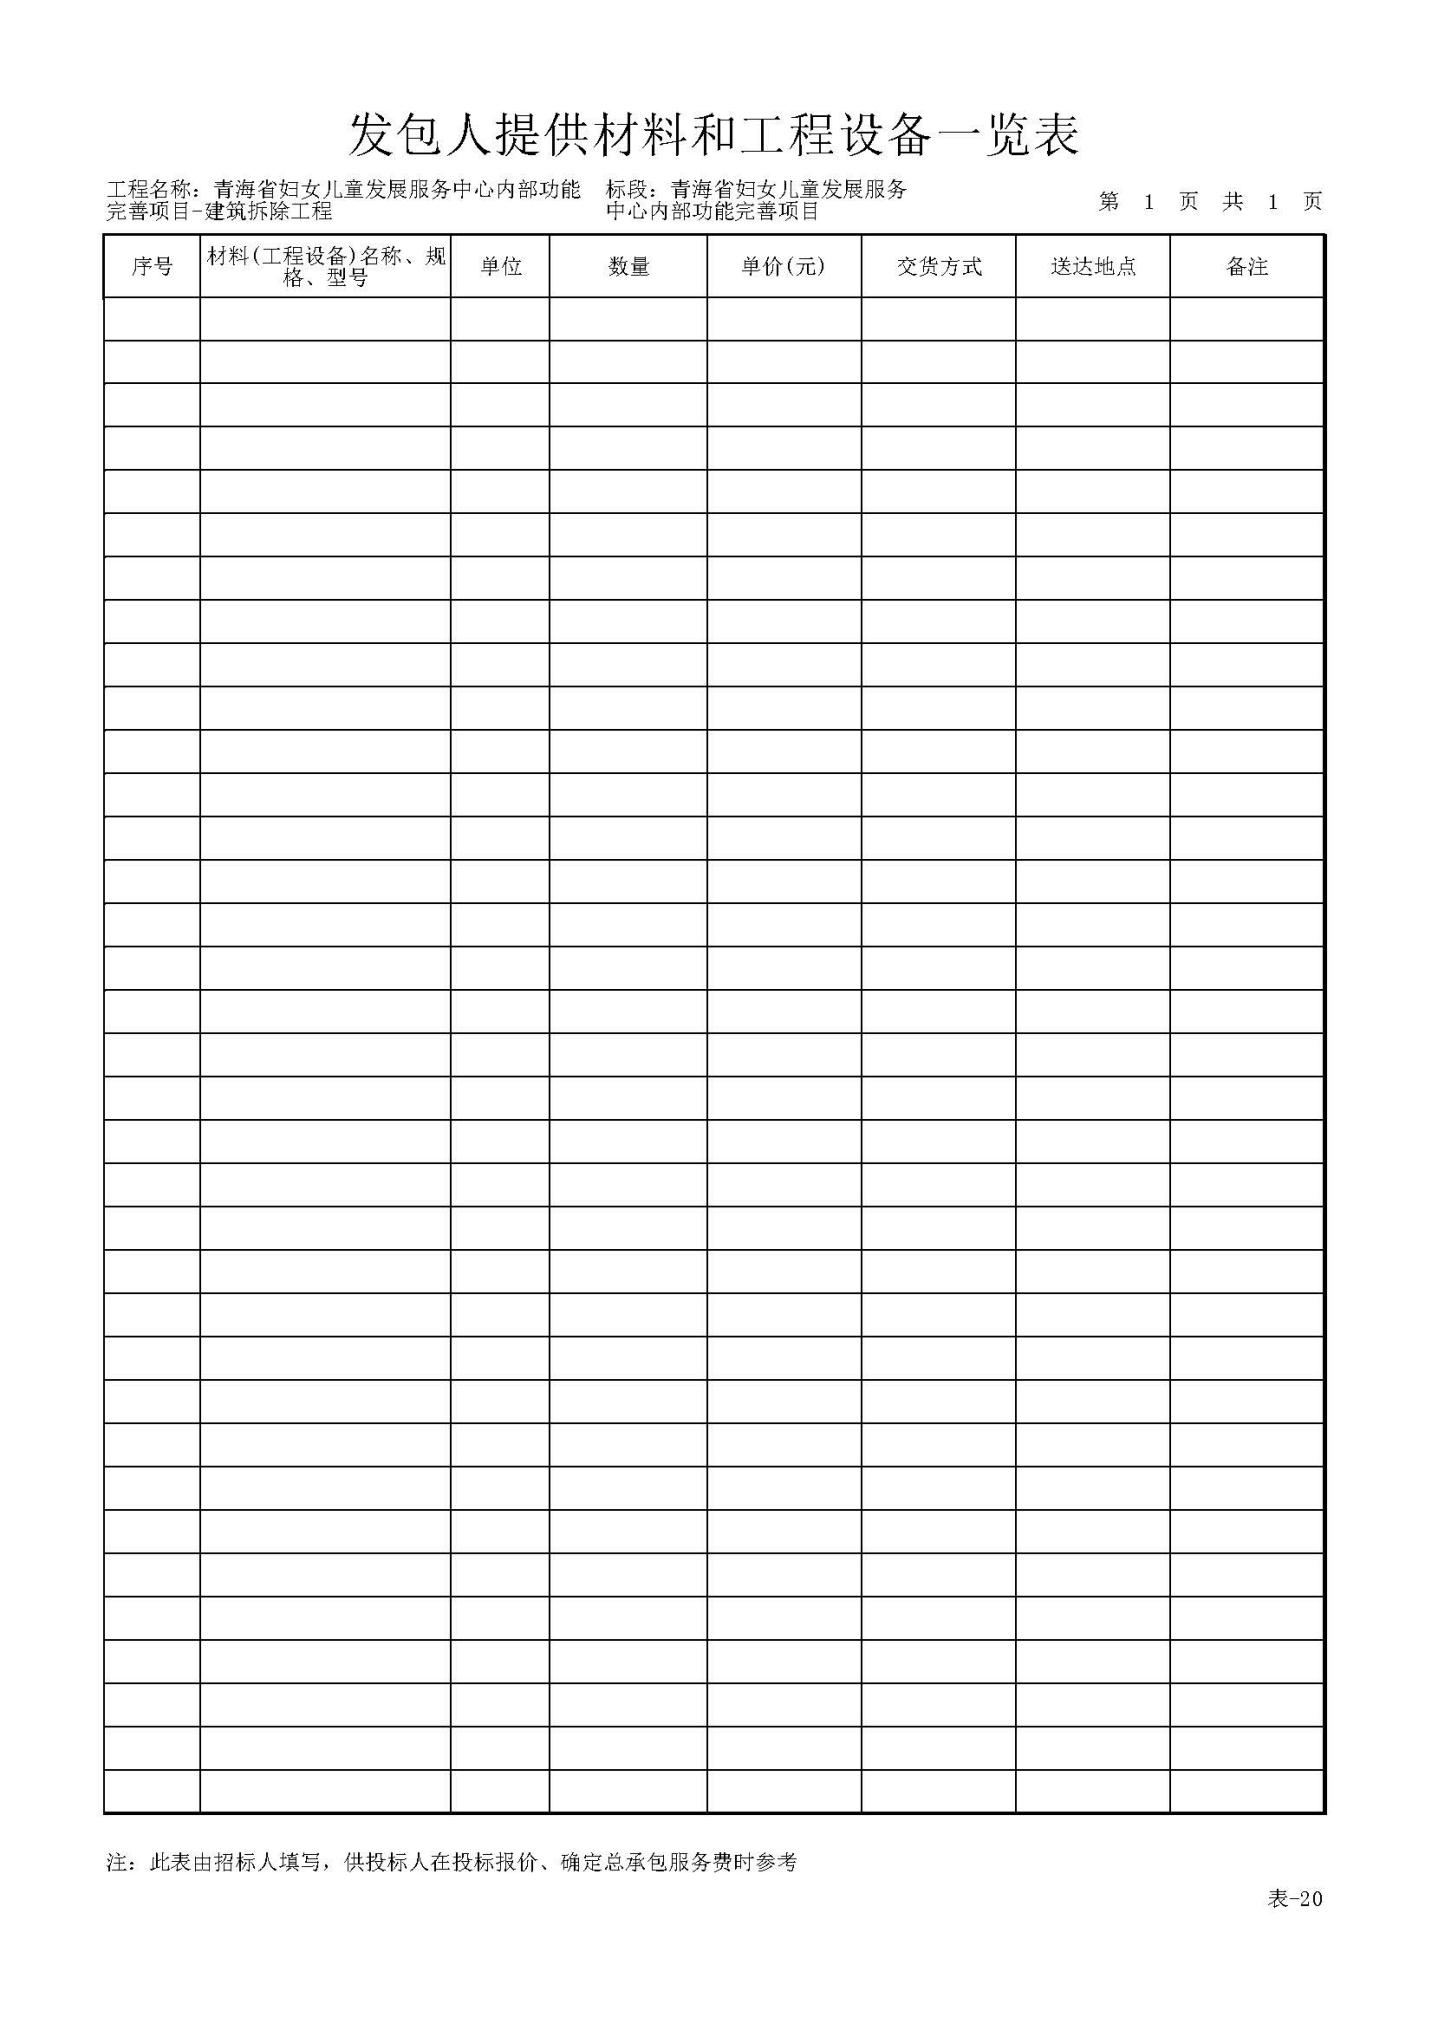 发包人提供材料和工程设备一览表
工程名称：青海省妇女儿童发展服务中心内部功能
完善项目-建筑拆除工程
标段：青海省妇女儿童发展服务
中心内部功能完善项目
第 1 页 共 1 页
序号
材料(工程设备)名称、规
格、型号
单位
数量
单价(元)
交货方式
送达地点
备注
注：此表由招标人填写，供投标人在投标报价、确定总承包服务费时参考
表-20